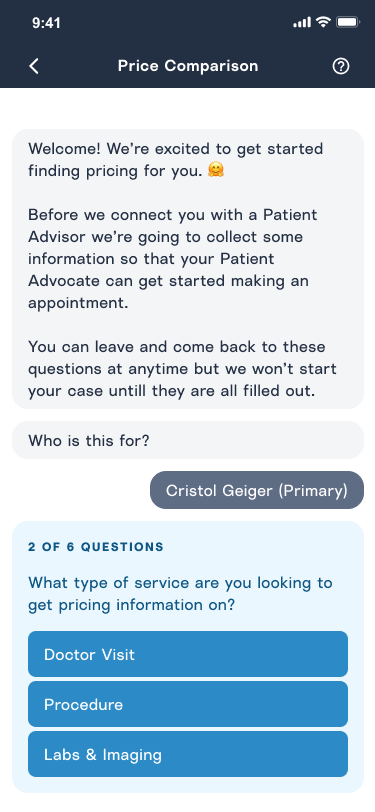 9:41
Price Comparison
Welcome! We’re excited to get started
finding pricing for you. 🤗
Before we connect you with a Patient
Advisor we’re going to collect some
information so that your Patient
Advocate can get started making an
appointment.
You can leave and come back to these
questions at anytime but we won’t start
your case untill they are all filled out.
Who is this for?
Cristol Geiger (Primary)
2 OF 6 QUESTIONS
What type of service are you looking to
get pricing information on?
Doctor Visit
Procedure
Labs & Imaging